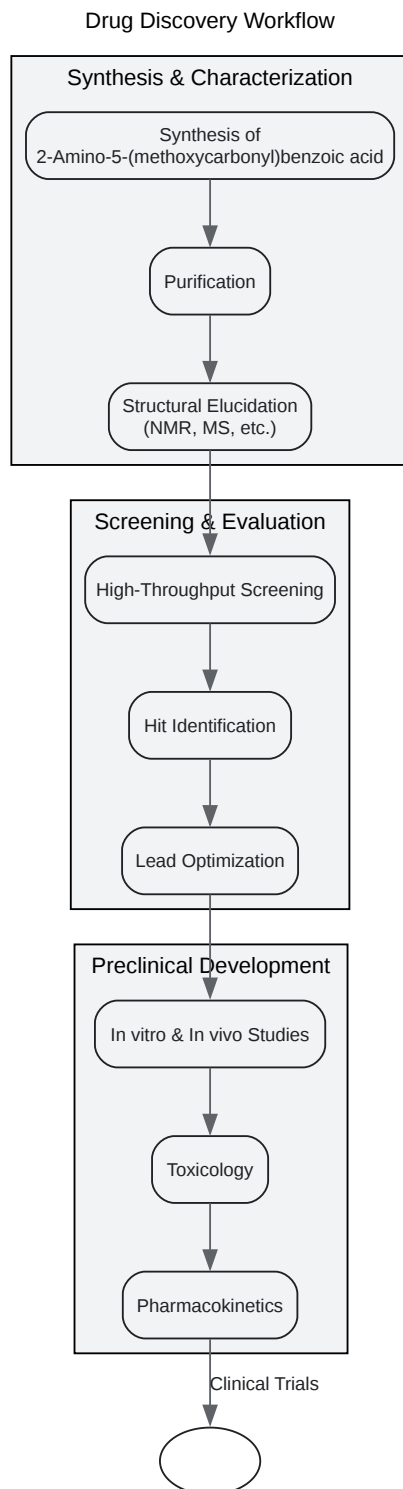 Drug Discovery Workflow
Synthesis & Characterization
Synthesis of
2-Amino-5-(methoxycarbonyl)benzoic acid
Purification
Structural Elucidation
(NMR, MS, etc.)
Screening & Evaluation
High-Throughput Screening
Hit Identification
Lead Optimization
Preclinical Development
In vitro & In vivo Studies
Toxicology
Pharmacokinetics
Clinical Trials